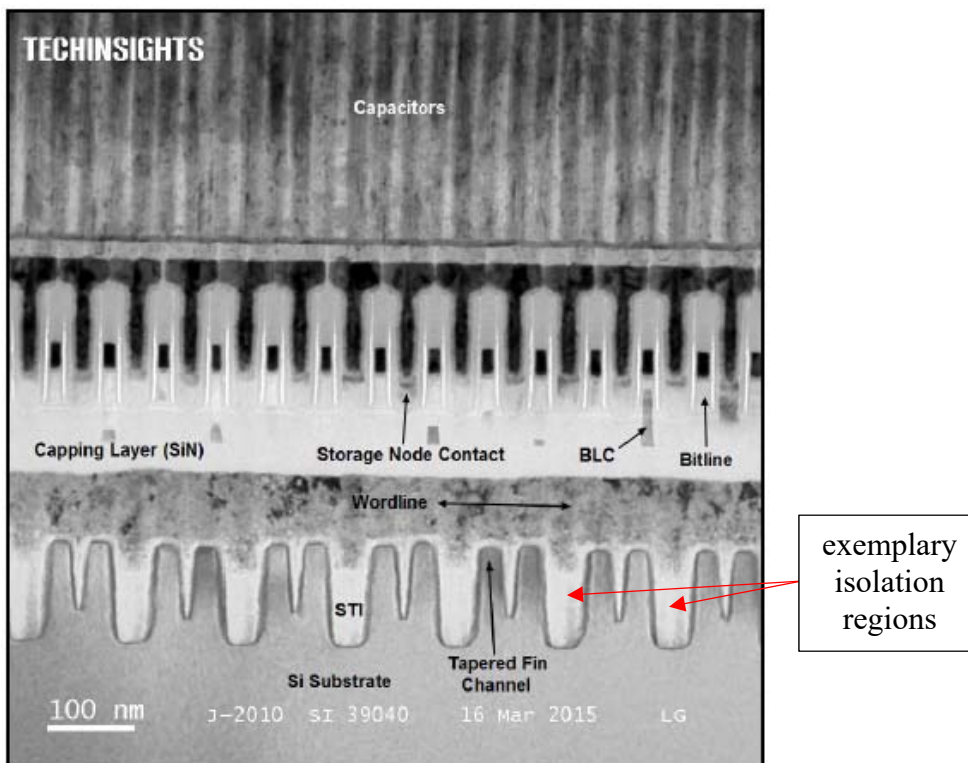 TECHINSIGHTS
Capacitors
Capping Layer (SiN)
Storage Node Contact
BLC
Bitline
Wordline
exemplary
isolation
regions
STI
Tapered Fin
Channel
Si Substrate
100 nm
J-2010 SI 39040 16 Mar 2015 LG